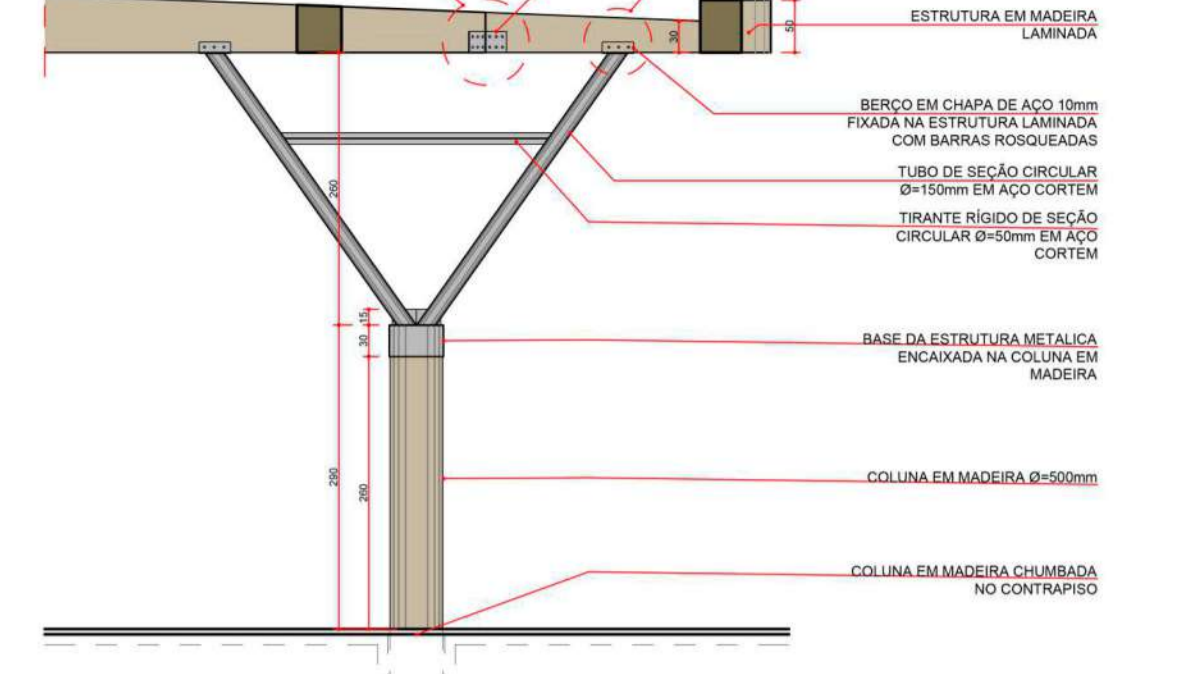 ESTRUTURA EM MADEIRA
LAMINADA
50
30
BERÇO EM CHAPA DE AÇO 10mm
FIXADA NA ESTRUTURA LAMINADA
COM BARRAS ROSQUEADAS
TUBO DE SEÇÃO CIRCULAR
Ø=150mm EM AÇO CORTEM
260
TIRANTE RÍGIDO DE SEÇÃO
CIRCULAR Ø=50mm EM AÇO
CORTEM
15
30
BASE DA ESTRUTURA METALICA
ENCAIXADA NA COLUNA EM
MADEIRA
290
260
COLUNA EM MADEIRA Ø=500mm
COLUNA EM MADEIRA CHUMBADA
NO CONTRAPISO